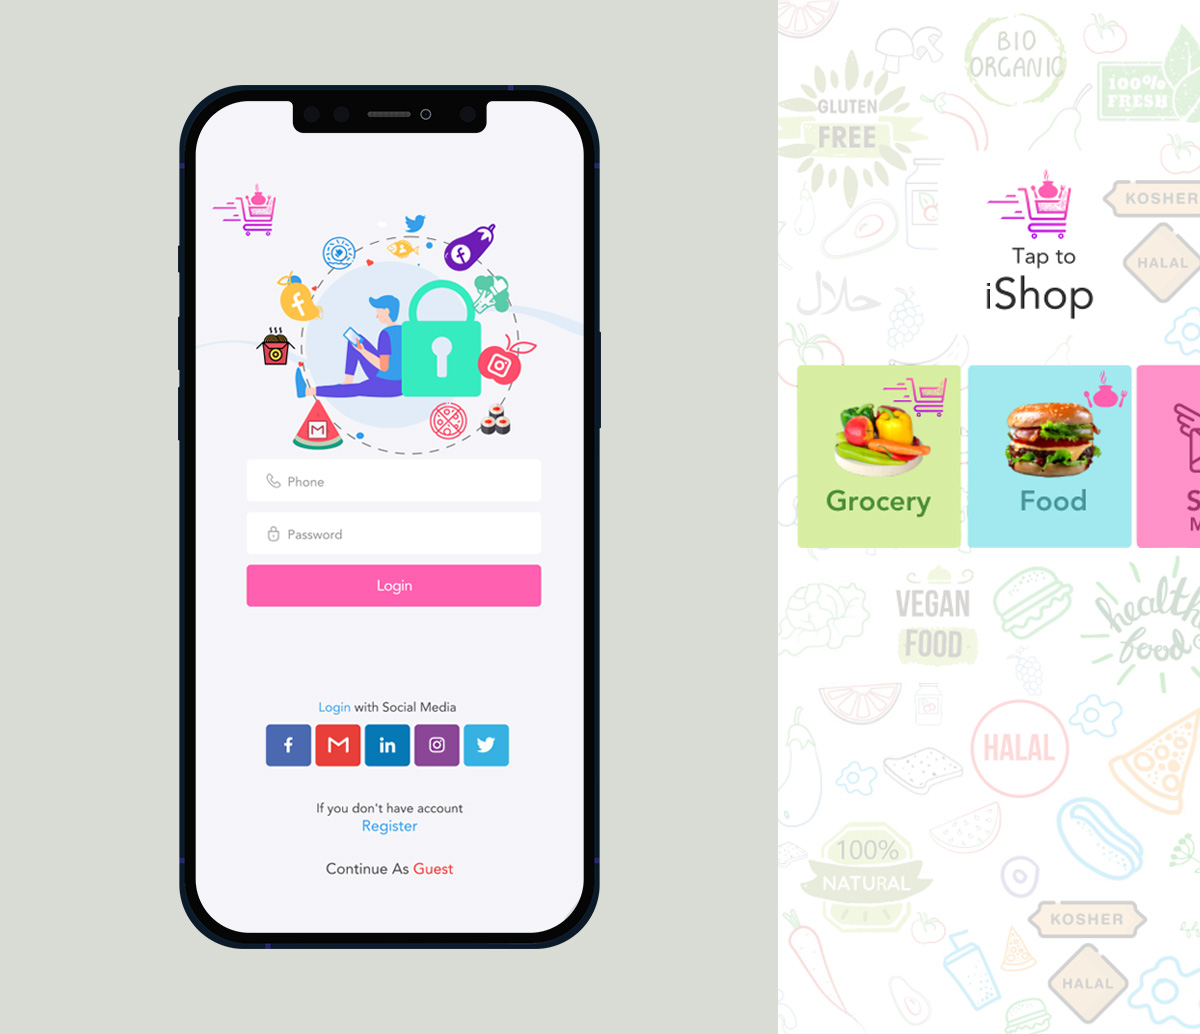 Phone
Password
Login
Login with Social Media
in
If you don't have account
Register
Continue As Guest
BIO
ORGANIC
100%
FRESH
GLUTEN
FREE
KOSHER
HALAL
حلال
Tap to
iShop
Grocery
Food
VEGAN
FOOD
food
HALAL
100%
NATURAL
KOSHER
HALAL